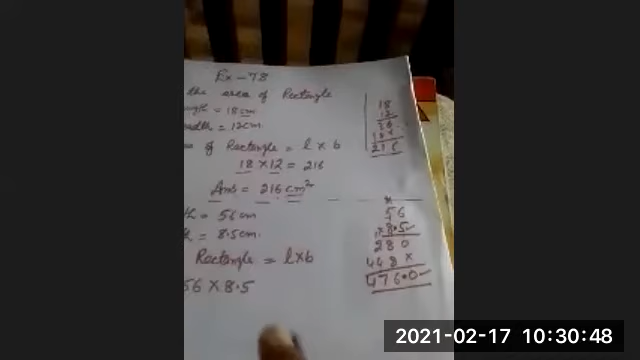 Ex - 78
the area of Rectangle
= 18 cm
= 12 cm.
of Rectangle = l × b
18 × 12 = 216
Ans = 216 cm²
= 56 cm
= 8.5 cm.
Rectangle = l×b
56 × 8.5
18
12
36
18×
216
56
× 8.5
280
448 ×
476.0
2021-02-17 10:30:48